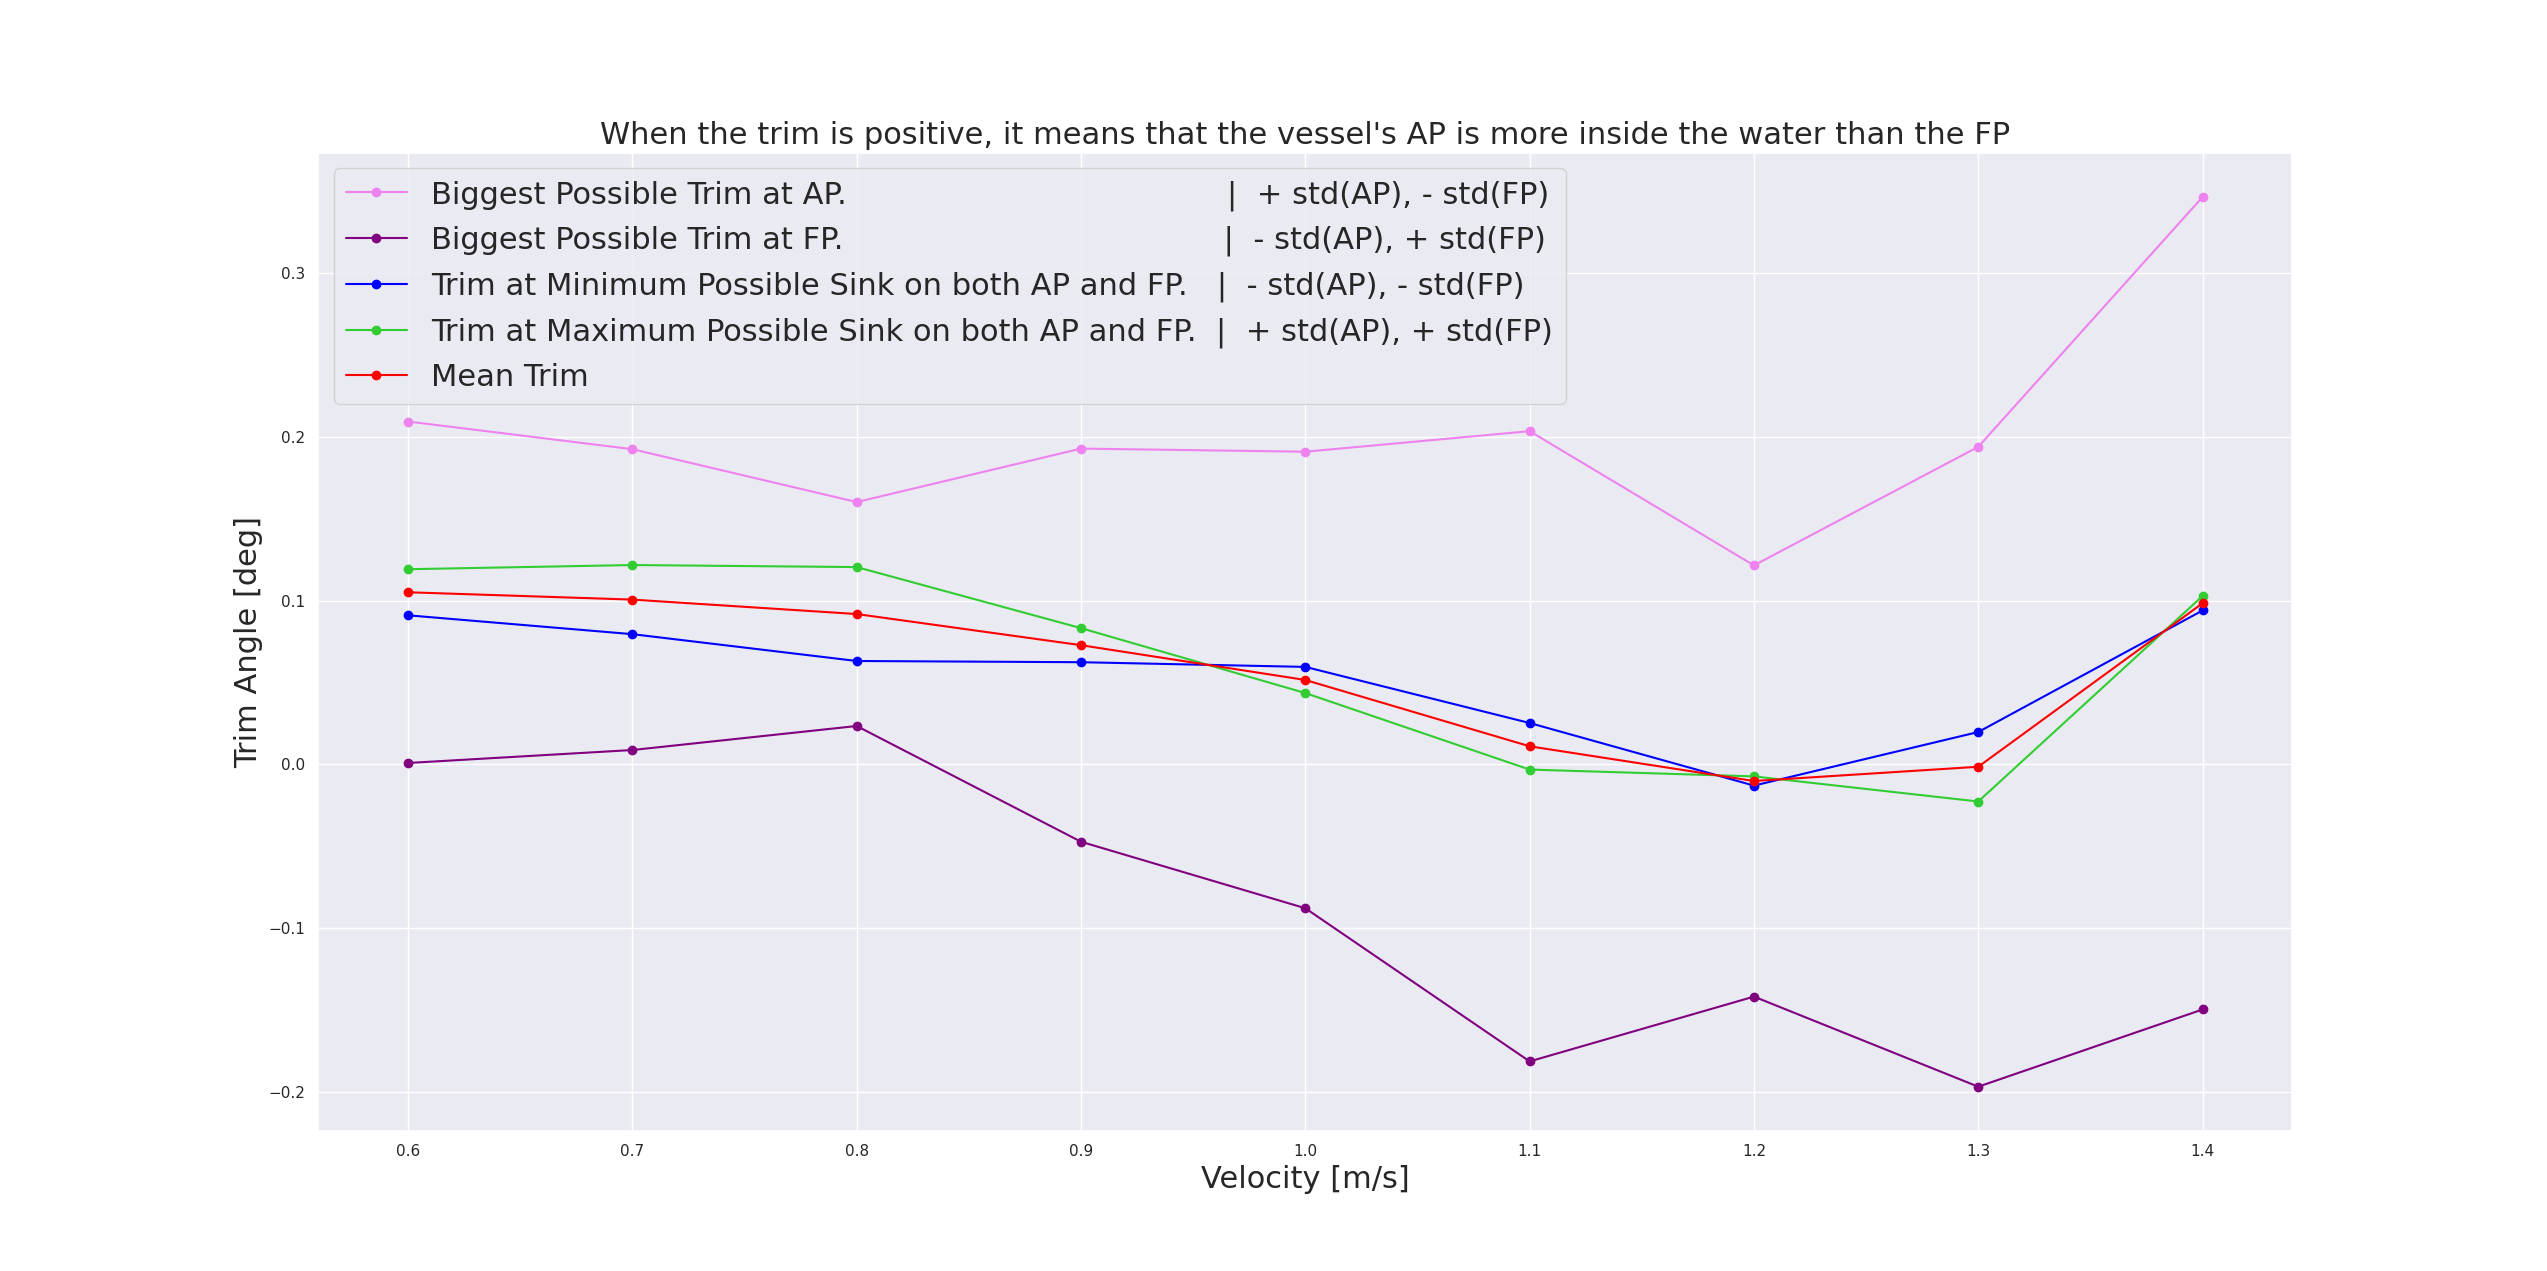 When the trim is positive, it means that the vessel's AP is more inside the water than the FP
Biggest Possible Trim at AP. | + std(AP), - std(FP)
Biggest Possible Trim at FP. | - std(AP), + std(FP)
Trim at Minimum Possible Sink on both AP and FP. | - std(AP), - std(FP)
Trim at Maximum Possible Sink on both AP and FP. | + std(AP), + std(FP)
Mean Trim
Trim Angle [deg]
0.3
0.2
0.1
0.0
−0.1
−0.2
0.6 0.7 0.8 0.9 1.0 1.1 1.2 1.3 1.4
Velocity [m/s]